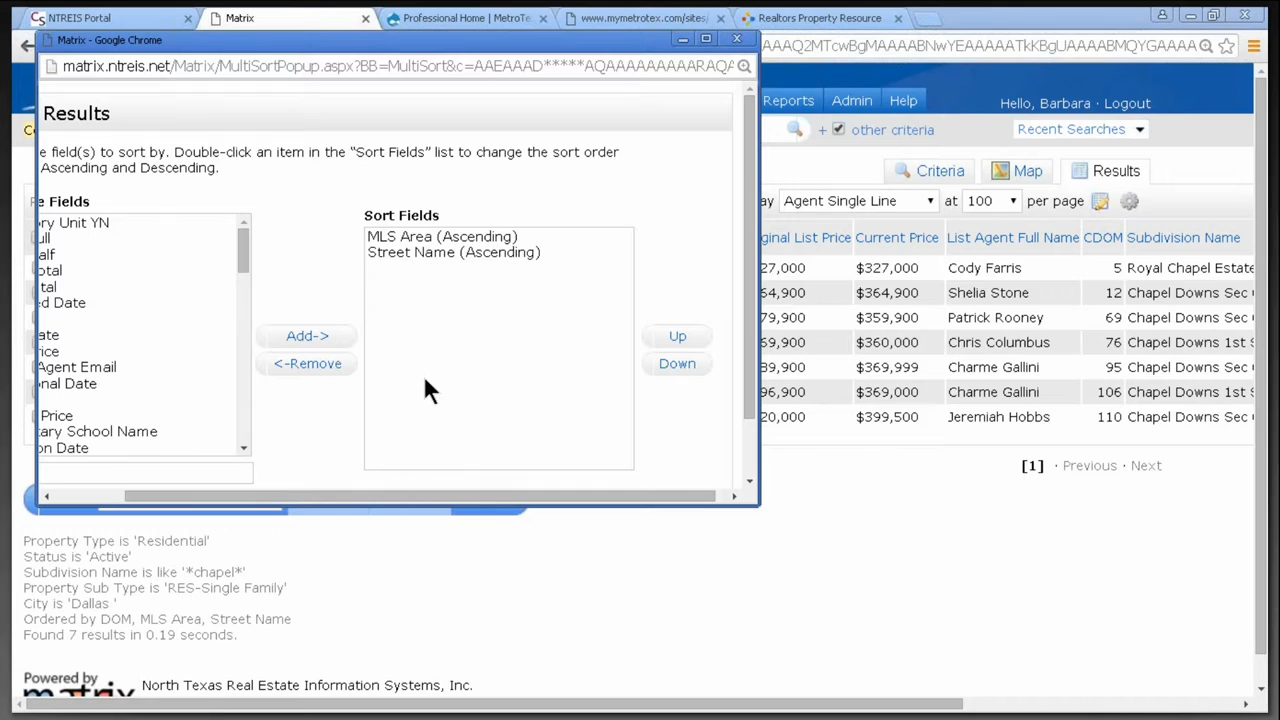 NTREIS Portal
Matrix
Professional Home | MetroTe
www.mymetrotex.com/sites/
Realtors Property Resource
Matrix - Google Chrome
matrix.ntreis.net/Matrix/MultiSortPopup.aspx?BB=MultiSort&c=AAEAAAD*****AQAAAAAAAAARAQA
Results
e field(s) to sort by. Double-click an item in the "Sort Fields" list to change the sort order
Ascending and Descending.
e Fields
ory Unit YN
ull
alf
otal
tal
ed Date
ate
rice
Agent Email
onal Date
Price
tary School Name
on Date
Add->
<-Remove
Sort Fields
MLS Area (Ascending)
Street Name (Ascending)
Up
Down
Reports Admin Help
Hello, Barbara · Logout
+ other criteria
Recent Searches
Criteria Map Results
ay Agent Single Line at 100 per page
ginal List Price Current Price List Agent Full Name CDOM Subdivision Name
27,000 $327,000 Cody Farris 5 Royal Chapel Estate
64,900 $364,900 Shelia Stone 12 Chapel Downs Sec
79,900 $359,900 Patrick Rooney 69 Chapel Downs Sec
69,900 $360,000 Chris Columbus 76 Chapel Downs 1st
89,900 $369,999 Charme Gallini 95 Chapel Downs Sec
96,900 $369,000 Charme Gallini 106 Chapel Downs 1st
20,000 $399,500 Jeremiah Hobbs 110 Chapel Downs Sec
[1] · Previous · Next
Property Type is 'Residential'
Status is 'Active'
Subdivision Name is like '*chapel*'
Property Sub Type is 'RES-Single Family'
City is 'Dallas '
Ordered by DOM, MLS Area, Street Name
Found 7 results in 0.19 seconds.
Powered by
matrix
North Texas Real Estate Information Systems, Inc.